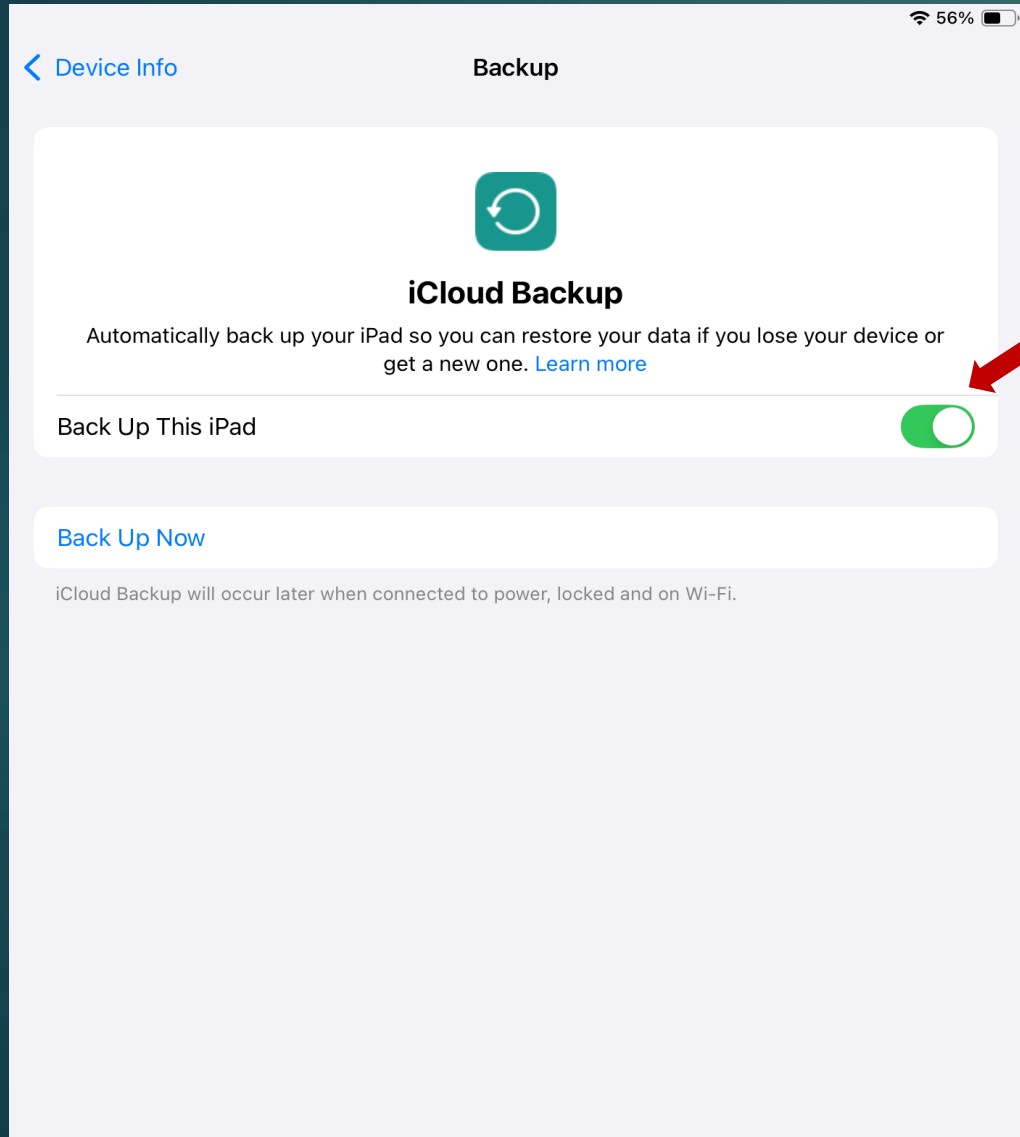 56%
Device Info
Backup
iCloud Backup
Automatically back up your iPad so you can restore your data if you lose your device or
get a new one. Learn more
Back Up This iPad
Back Up Now
iCloud Backup will occur later when connected to power, locked and on Wi-Fi.